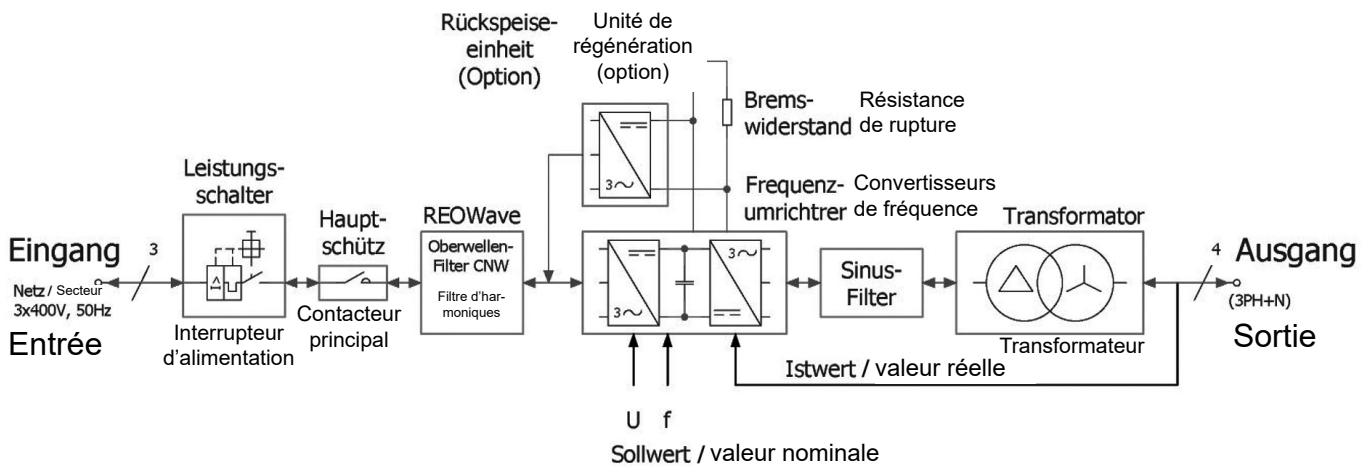 Rückspeise-
einheit
(Option)
Unité de
régénération
(option)
Brems-
widerstand
Résistance
de rupture
3~
Leistungs-
schalter
Haupt-
schütz
REOWave
Frequenz-
umrichtrer
Convertisseurs
de fréquence
Transformator
Eingang
3
Netz / Secteur
3x400V, 50Hz
Entrée
I>
Interrupteur
d'alimentation
Contacteur
principal
Oberwellen-
Filter CNW
Filtre d'har-
moniques
3~
3~
Sinus-
Filter
Transformateur
4
Ausgang
(3PH+N)
Sortie
Istwert / valeur réelle
U f
Sollwert / valeur nominale